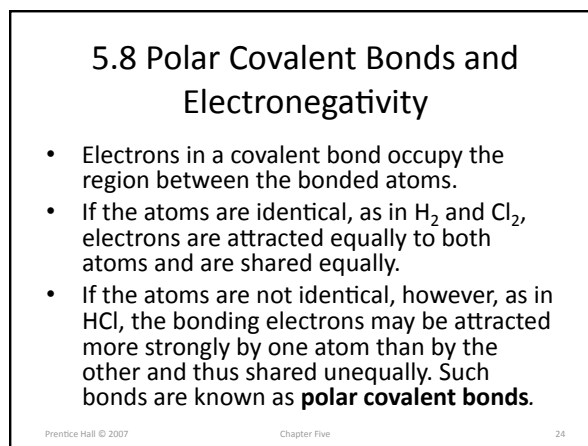 5.8 Polar Covalent Bonds and
Electronegativity
• Electrons in a covalent bond occupy the
region between the bonded atoms.
• If the atoms are identical, as in H₂ and Cl₂,
electrons are attracted equally to both
atoms and are shared equally.
• If the atoms are not identical, however, as in
HCl, the bonding electrons may be attracted
more strongly by one atom than by the
other and thus shared unequally. Such
bonds are known as polar covalent bonds.
Prentice Hall © 2007 Chapter Five 24